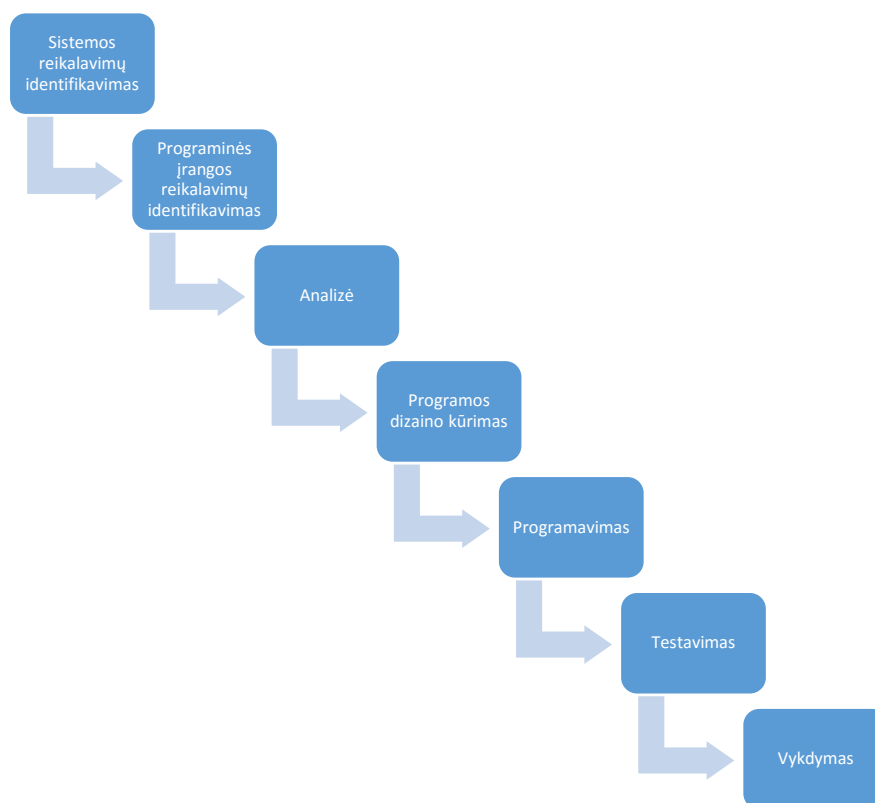 Sistemos
reikalavimų
identifikavimas
Programinės
įrangos
reikalavimų
identifikavimas
Analizė
Programos
dizaino kūrimas
Programavimas
Testavimas
Vykdymas